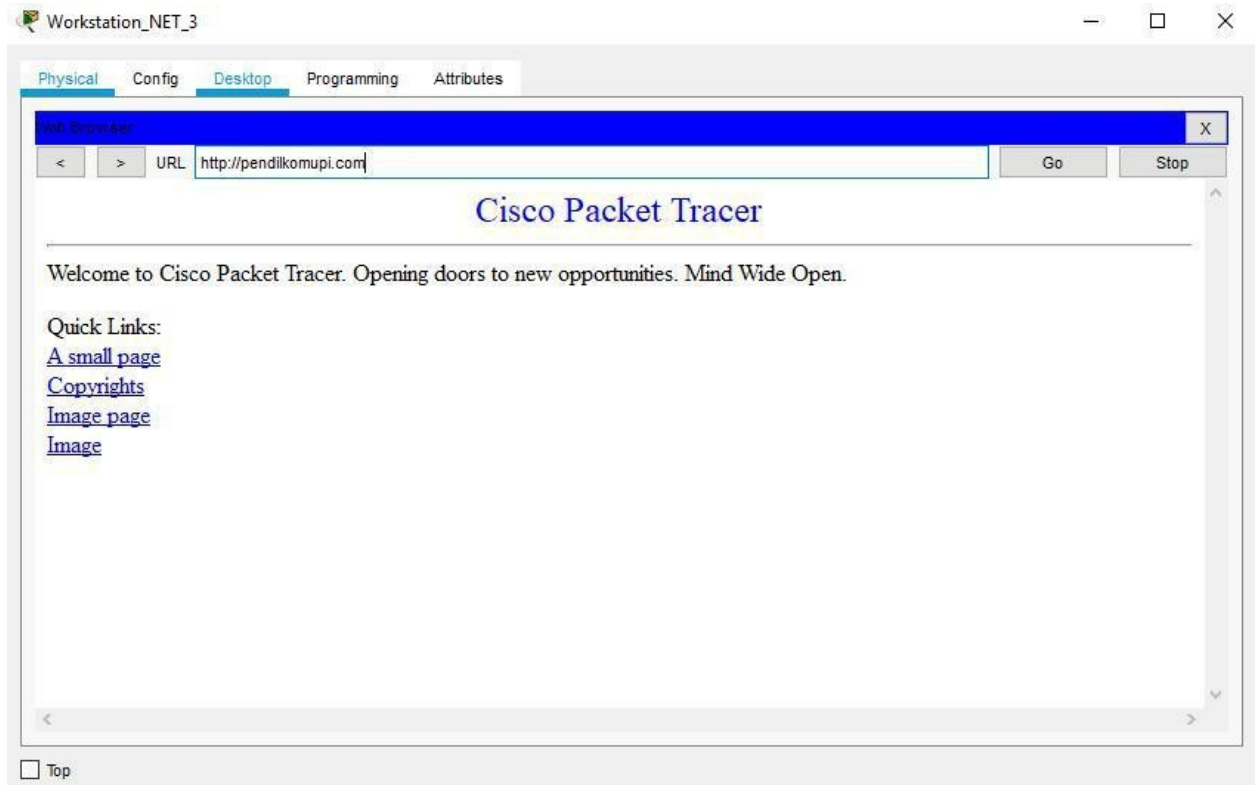 Workstation_NET_3
Physical Config Desktop Programming Attributes
Web Browser X
< > URL http://pendilkomupi.com Go Stop
Cisco Packet Tracer
Welcome to Cisco Packet Tracer. Opening doors to new opportunities. Mind Wide Open.
Quick Links:
A small page
Copyrights
Image page
Image
Top